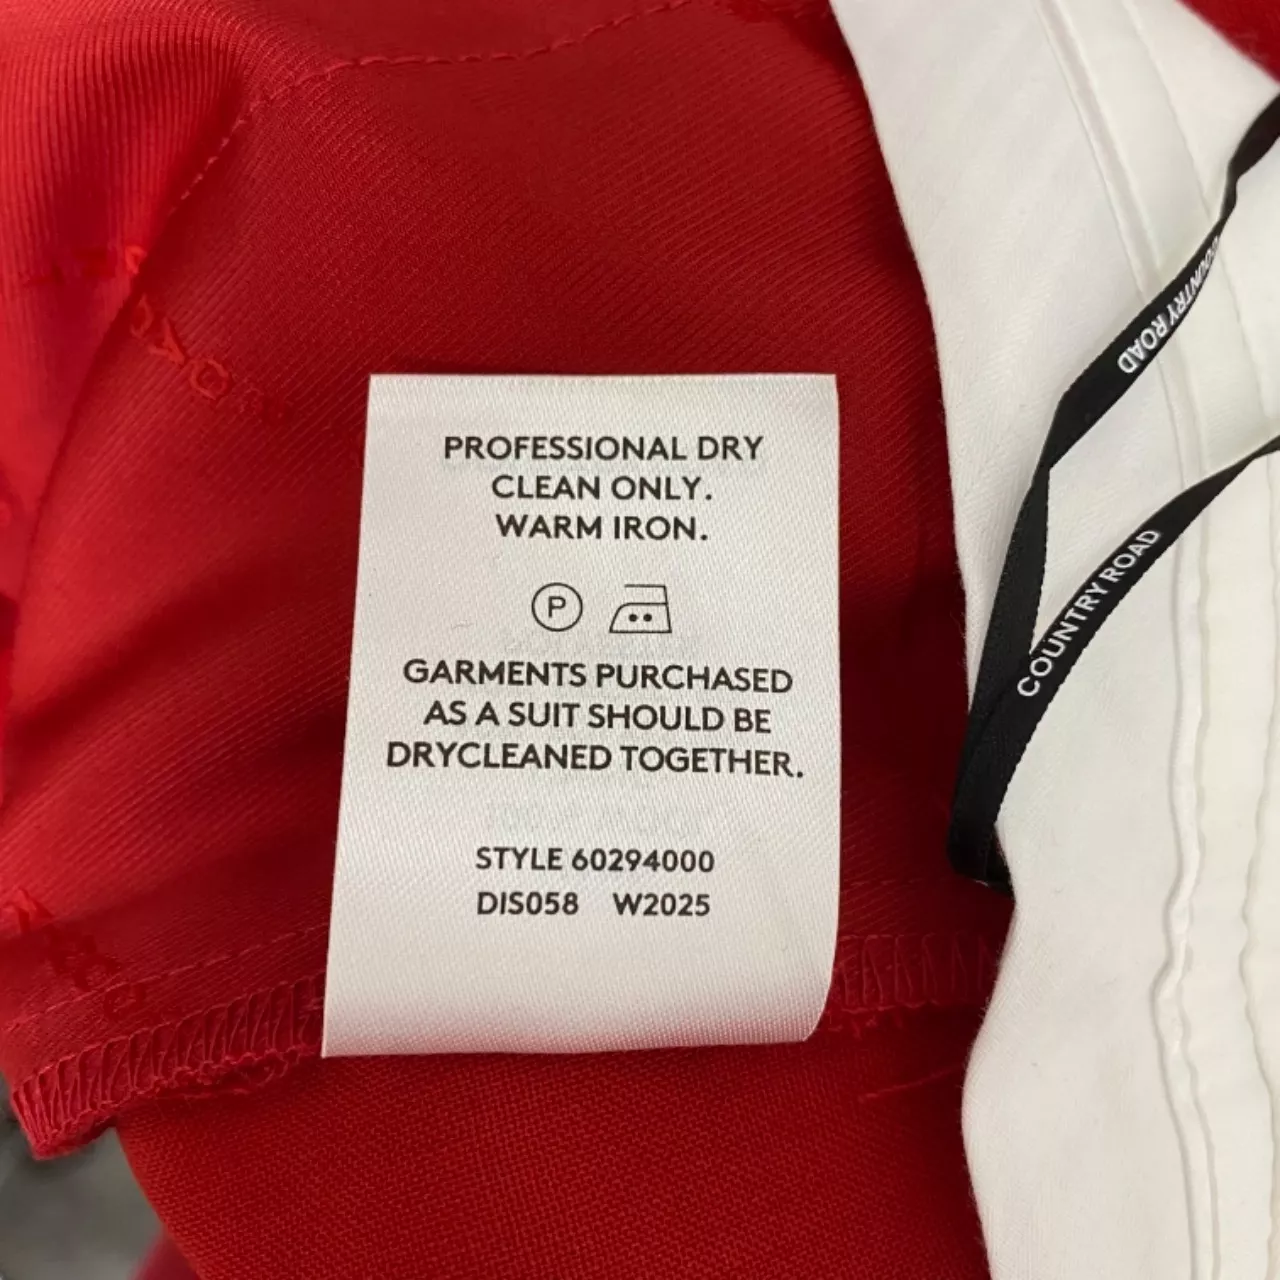 PROFESSIONAL DRY
CLEAN ONLY.
WARM IRON.
P
GARMENTS PURCHASED
AS A SUIT SHOULD BE
DRYCLEANED TOGETHER.
STYLE 60294000
DIS058 W2025
COUNTRY ROAD
COUNTRY ROAD